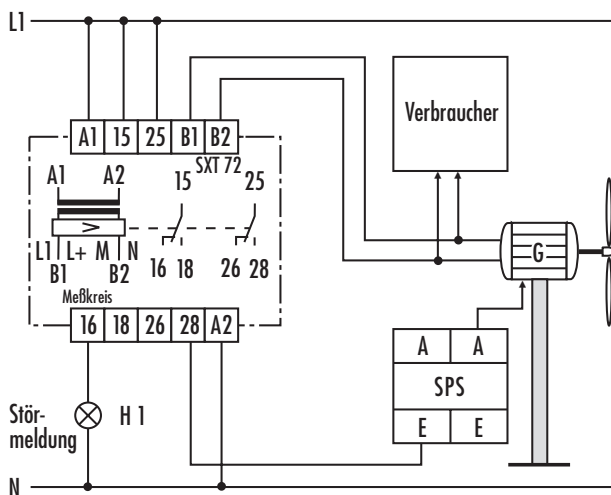 L1
A1 15 25 B1 B2
SXT 72
Verbraucher
A1 A2 15 25
>
L1 L+ M N
B1 B2
16 18 26 28
Meßkreis
16 18 26 28 A2
G
A A
SPS
E E
Stör-
meldung
H 1
N